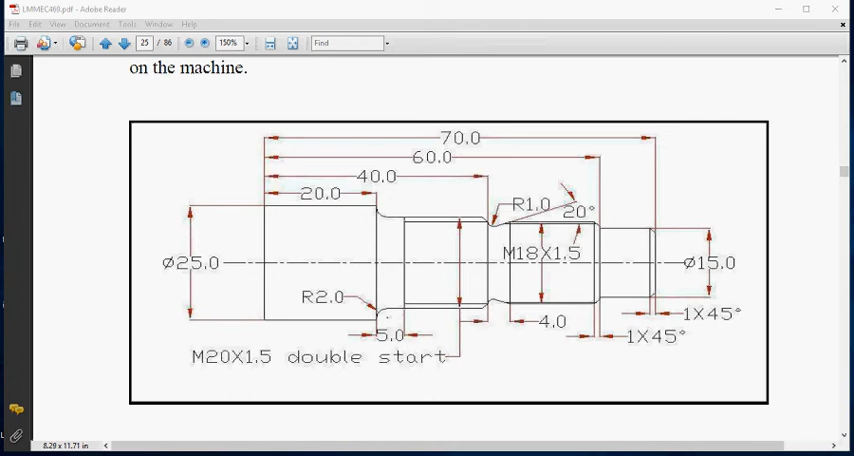 LMMEC460.pdf - Adobe Reader
File Edit View Document Tools Window Help
25 / 86 150% Find
on the machine.
70.0
60.0
40.0
20.0
R1.0
20°
M18X1.5
ø25.0
ø15.0
R2.0
5.0
4.0
1X45°
1X45°
M20X1.5 double start
8.29 x 11.71 in